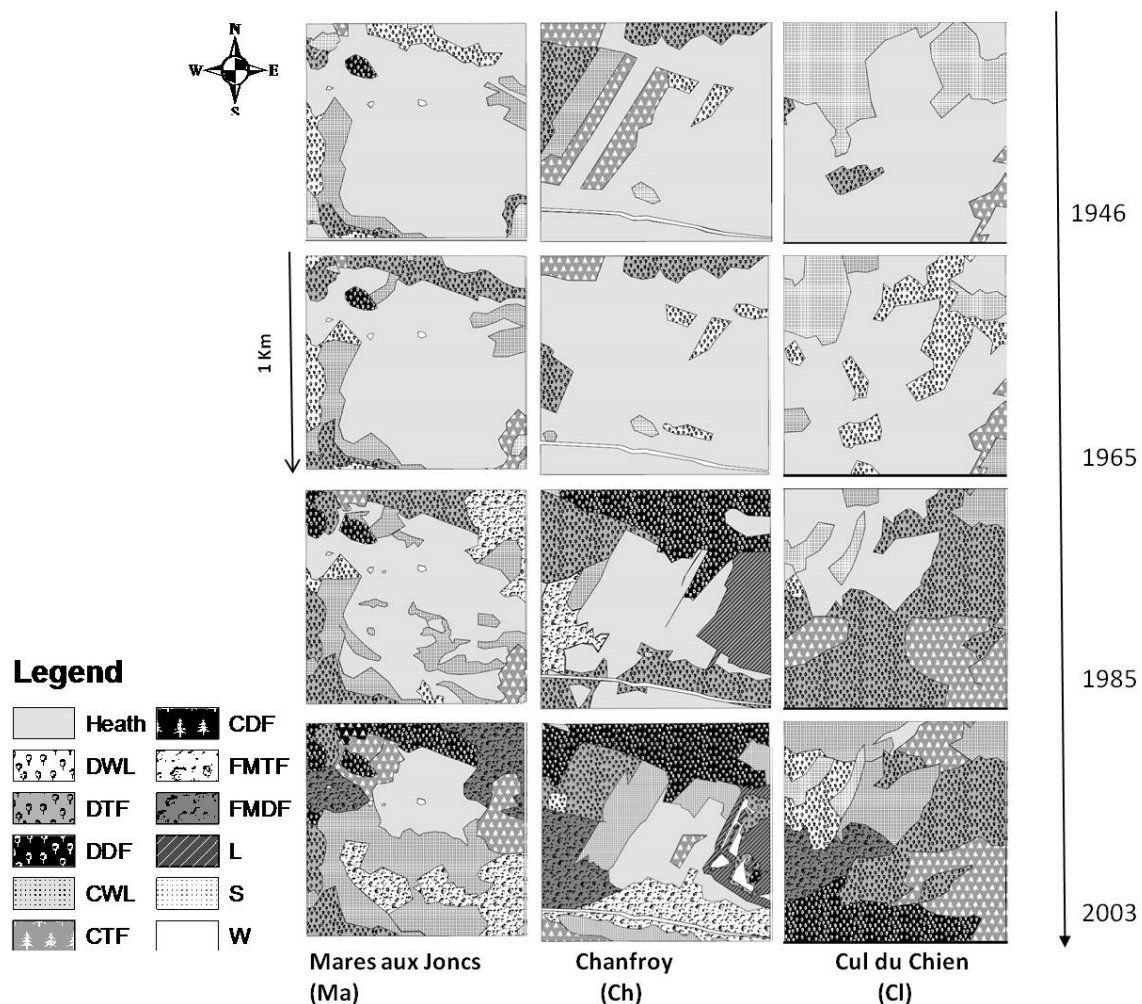 N
W E
S
1946
1 Km
1965
1985
2003
Legend
Heath CDF
DWL FMTF
DTF FMDF
DDF L
CWL S
CTF W
Mares aux Joncs Chanfroy Cul du Chien
(Ma) (Ch) (Cl)